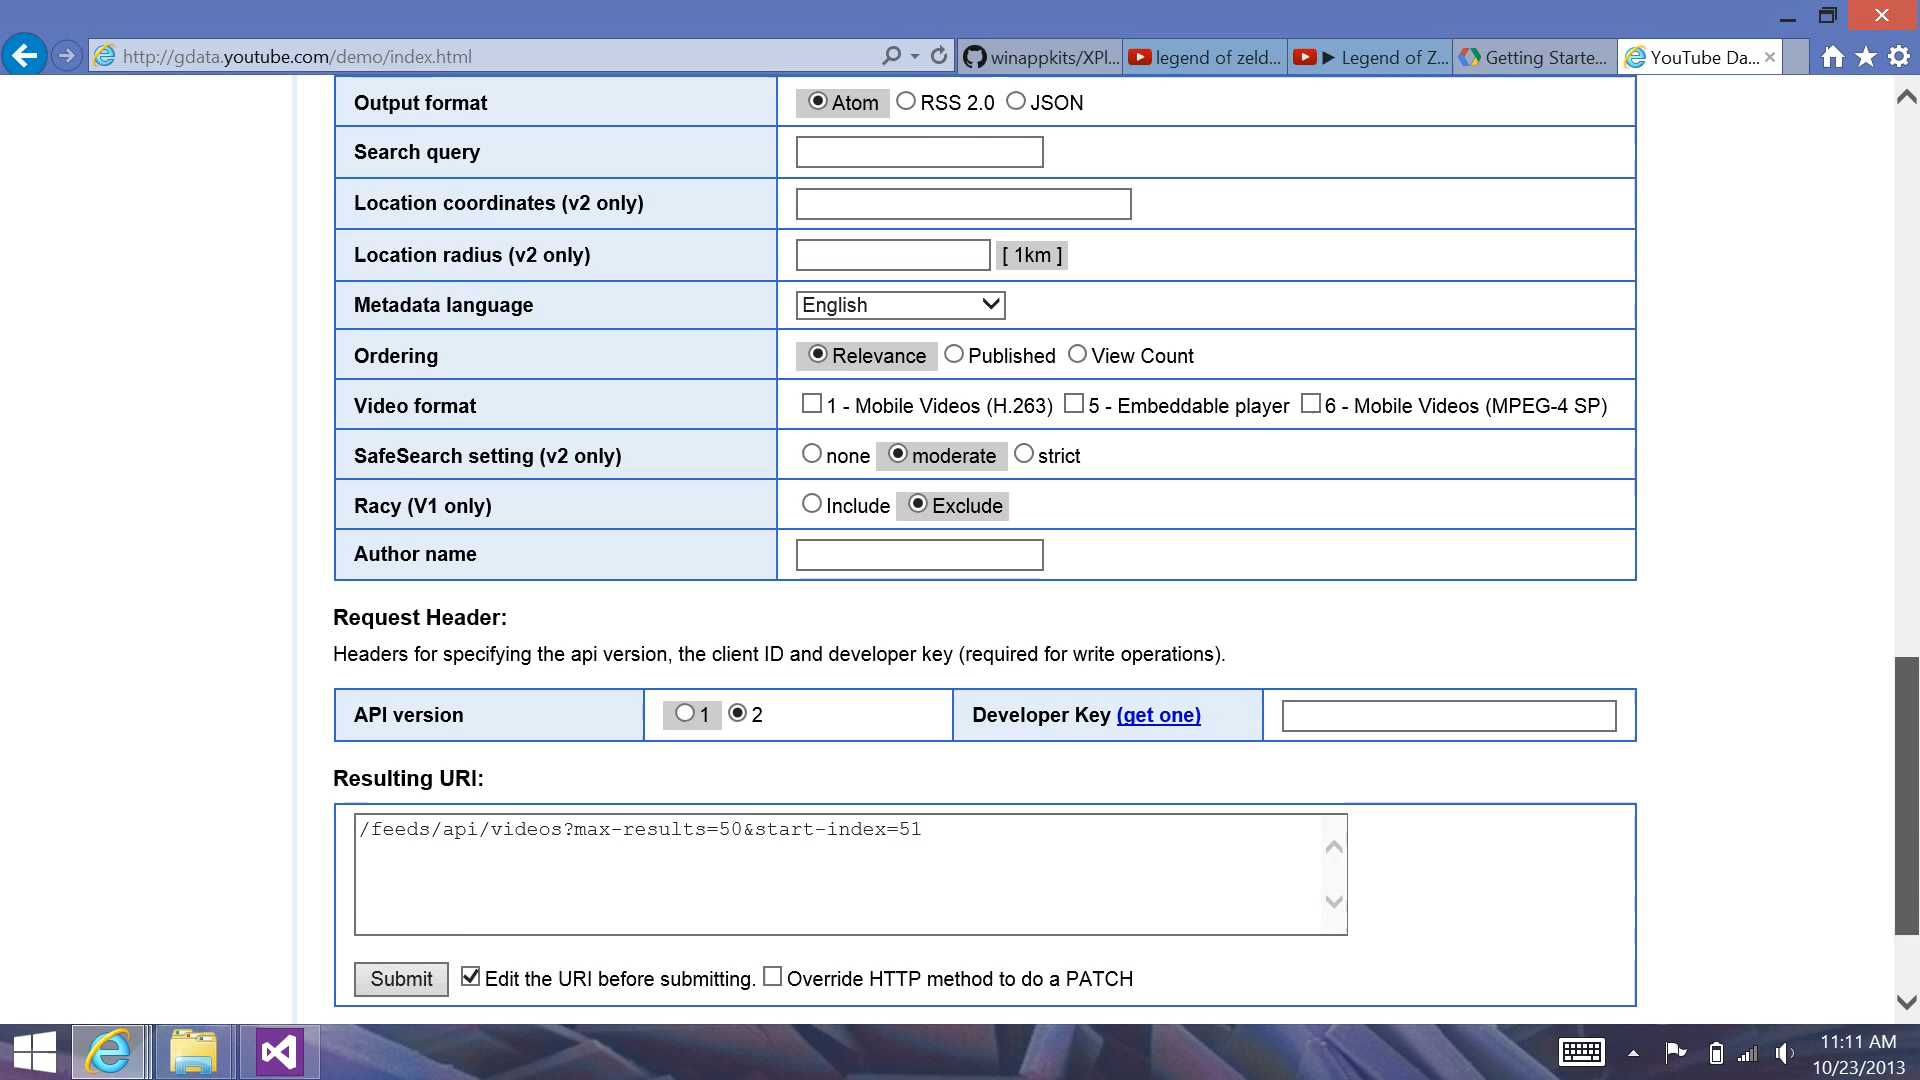 http://gdata.youtube.com/demo/index.html
winappkits/XPl...
legend of zeld...
▶ Legend of Z...
Getting Starte...
YouTube Da...
Output format
Atom RSS 2.0 JSON
Search query
Location coordinates (v2 only)
Location radius (v2 only) [ 1km ]
Metadata language English
Ordering Relevance Published View Count
Video format 1 - Mobile Videos (H.263) 5 - Embeddable player 6 - Mobile Videos (MPEG-4 SP)
SafeSearch setting (v2 only) none moderate strict
Racy (V1 only) Include Exclude
Author name
Request Header:
Headers for specifying the api version, the client ID and developer key (required for write operations).
API version 1 2 Developer Key (get one)
Resulting URI:
/feeds/api/videos?max-results=50&start-index=51
Submit Edit the URI before submitting. Override HTTP method to do a PATCH
11:11 AM
10/23/2013